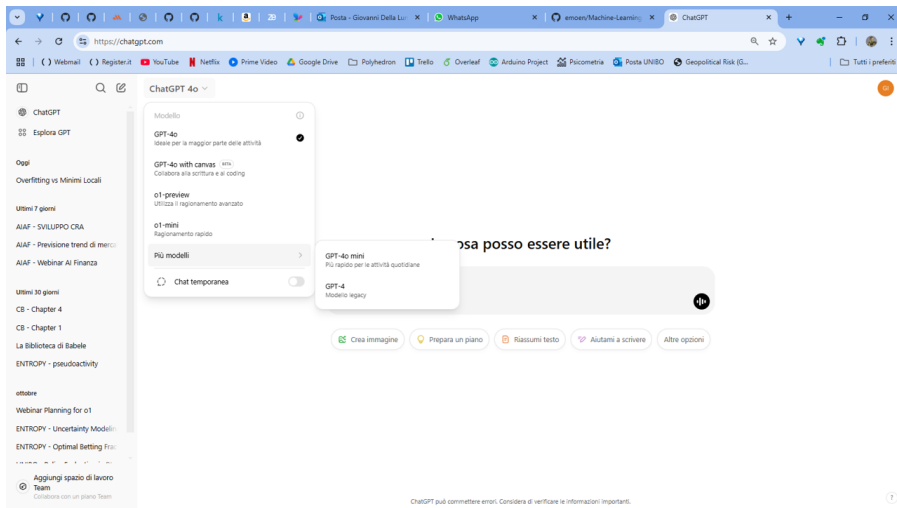 Posta - Giovanni Della Lu
WhatsApp
emoen/Machine-Learning
ChatGPT
https://chatgpt.com
Webmail
Register.it
YouTube
Netflix
Prime Video
Google Drive
Polyhedron
Trello
Overleaf
Arduino Project
Psicometria
Posta UNIBO
Geopolitical Risk (G...
Tutti i preferiti
ChatGPT 4o
GI
ChatGPT
Esplora GPT
Oggi
Overfitting vs Minimi Locali
Ultimi 7 giorni
AIAF - SVILUPPO CRA
AIAF - Previsione trend di merca
AIAF - Webinar AI Finanza
Ultimi 30 giorni
CB - Chapter 4
CB - Chapter 1
La Biblioteca di Babele
ENTROPY - pseudoactivity
ottobre
Webinar Planning for o1
ENTROPY - Uncertainty Modelin
ENTROPY - Optimal Betting Frac
Aggiungi spazio di lavoro
Team
Collabora con un piano Team
Modello
GPT-4o
Ideale per la maggior parte delle attività
GPT-4o with canvas BETA
Collabora alla scrittura e al coding
o1-preview
Utilizza il ragionamento avanzato
o1-mini
Ragionamento rapido
Più modelli
Chat temporanea
GPT-4o mini
Più rapido per le attività quotidiane
GPT-4
Modello legacy
osa posso essere utile?
Crea immagine
Prepara un piano
Riassumi testo
Aiutami a scrivere
Altre opzioni
ChatGPT può commettere errori. Considera di verificare le informazioni importanti.
?